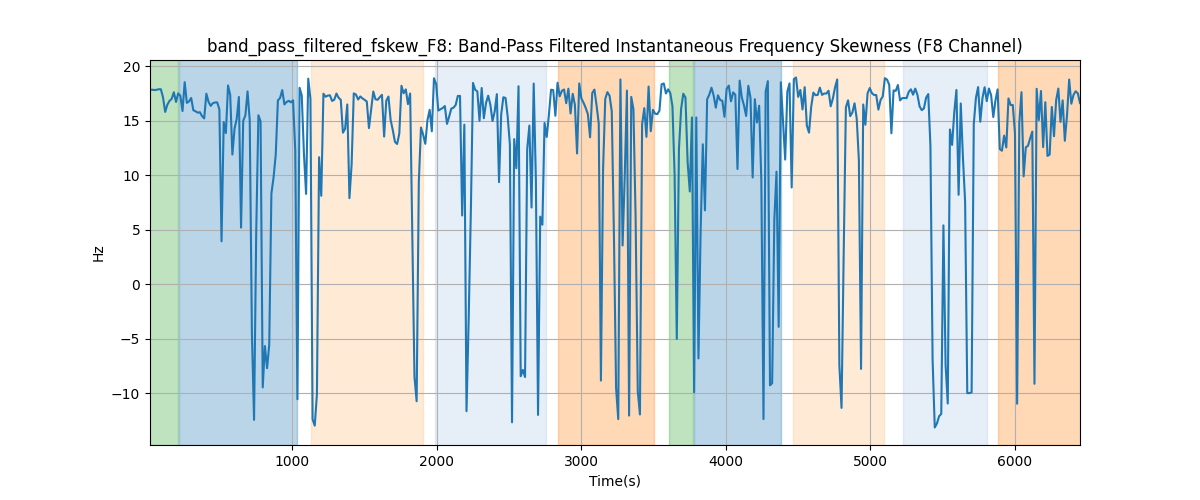 band_pass_filtered_fskew_F8: Band-Pass Filtered Instantaneous Frequency Skewness (F8 Channel)
20
15
10
5
0
−5
−10
Hz
1000 2000 3000 4000 5000 6000
Time(s)